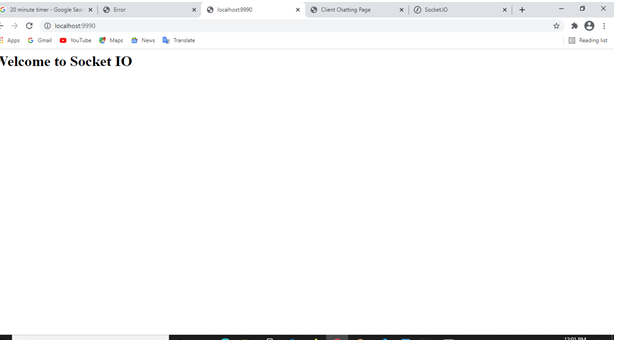 20 minute timer - Google Sea
Error
localhost:9990
Client Chatting Page
Socket.IO
localhost:9990
Apps
Gmail
YouTube
Maps
News
Translate
Reading list
Welcome to Socket IO
12:01 PM